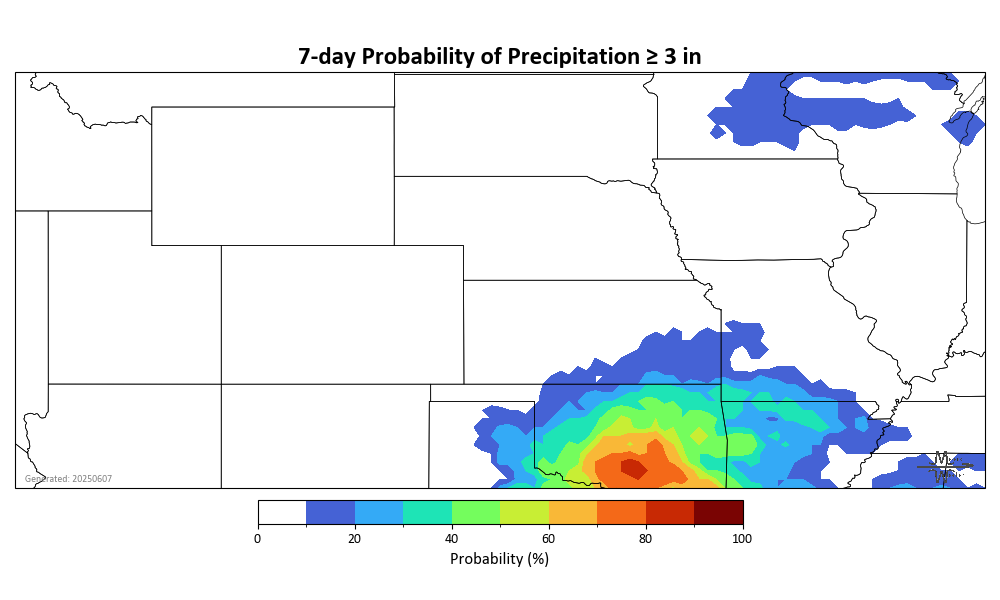 7-day Probability of Precipitation ≥ 3 in
Generated: 20250607
0 20 40 60 80 100
Probability (%)